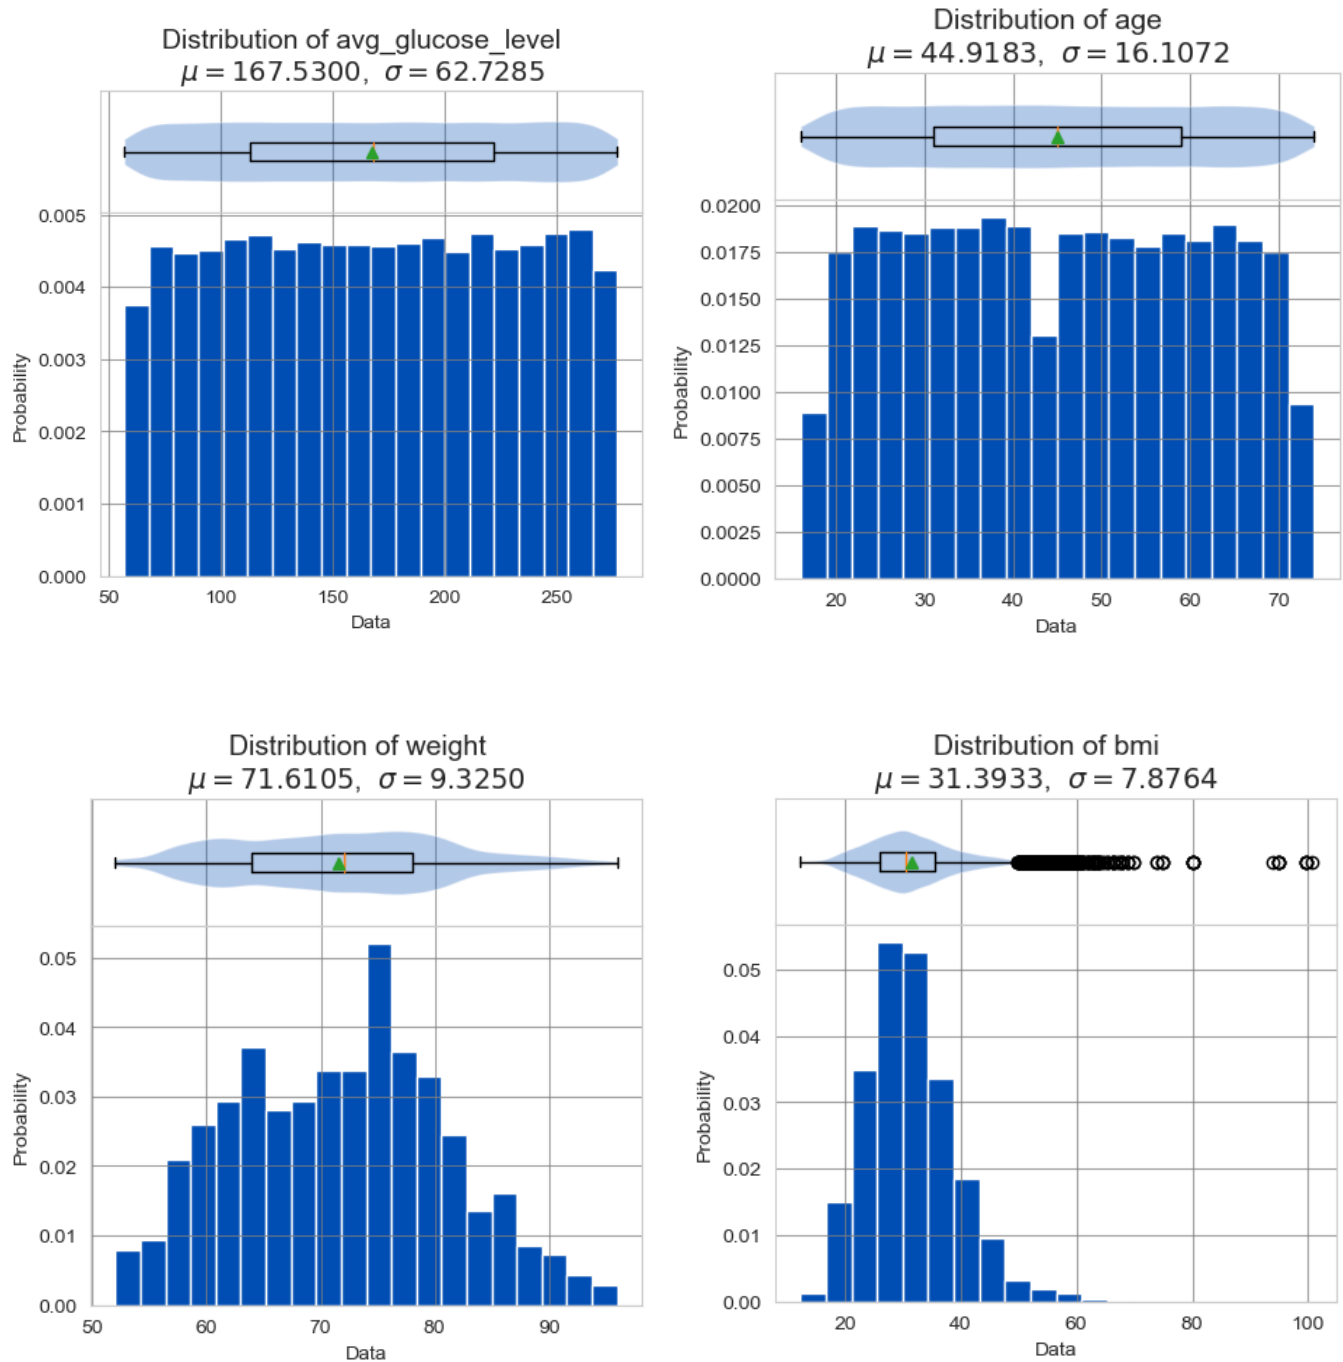 Distribution of avg_glucose_level
μ = 167.5300, σ = 62.7285
0.005
0.004
0.003
0.002
0.001
0.000
Probability
50 100 150 200 250
Data
Distribution of age
μ = 44.9183, σ = 16.1072
0.0200
0.0175
0.0150
0.0125
0.0100
0.0075
0.0050
0.0025
0.0000
Probability
20 30 40 50 60 70
Data
Distribution of weight
μ = 71.6105, σ = 9.3250
0.05
0.04
0.03
0.02
0.01
0.00
Probability
50 60 70 80 90
Data
Distribution of bmi
μ = 31.3933, σ = 7.8764
0.05
0.04
0.03
0.02
0.01
0.00
Probability
20 40 60 80 100
Data